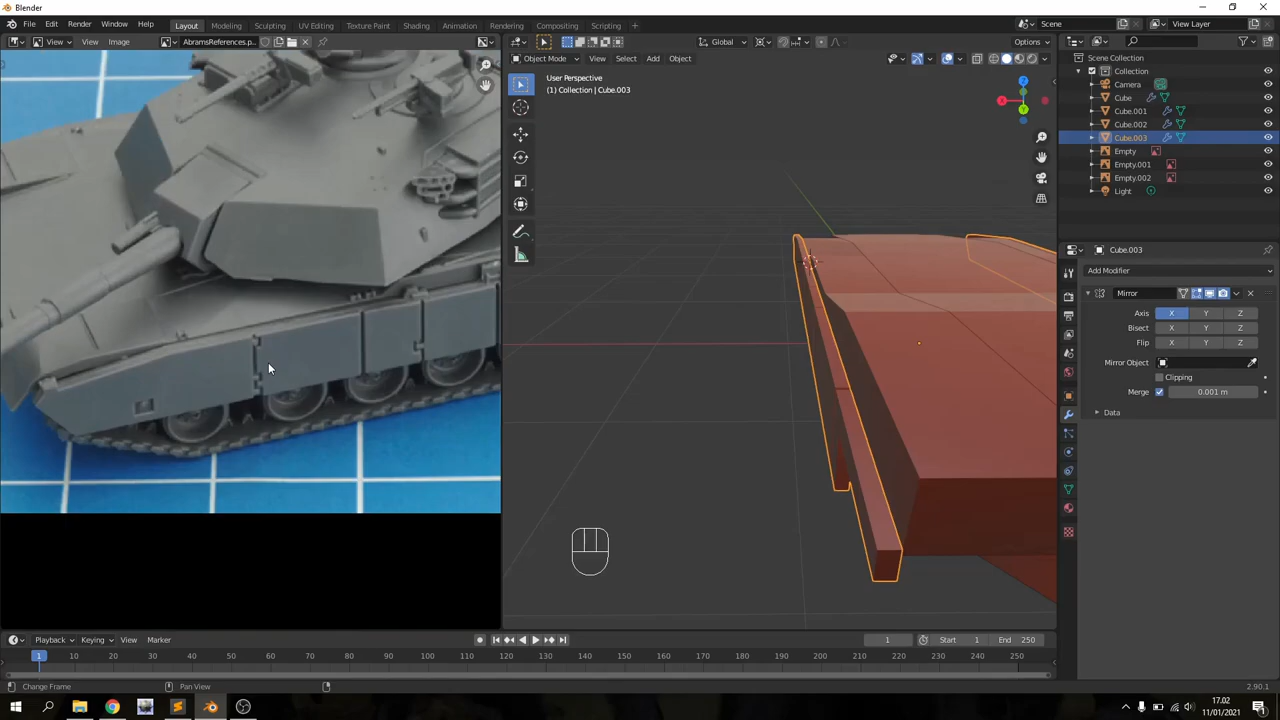 Blender
File Edit Render Window Help
Layout Modeling Sculpting UV Editing Texture Paint Shading Animation Rendering Compositing Scripting +
Scene
View Layer
View View Image
AbramsReferences.p..
Global
Options
Object Mode View Select Add Object
User Perspective
(1) Collection | Cube.003
X
Y
Z
Scene Collection
Collection
Camera
Cube
Cube.001
Cube.002
Cube.003
Empty
Empty.001
Empty.002
Light
Cube.003
Add Modifier
Mirror
Axis X Y Z
Bisect X Y Z
Flip X Y Z
Mirror Object
Clipping
Merge 0.001 m
Data
Playback Keying View Marker
1
Start 1
End 250
1 10 20 30 40 50 60 70 80 90 100 110 120 130 140 150 160 170 180 190 200 210 220 230 240 250
Change Frame
Pan View
2.90.1
17.02
11/01/2021